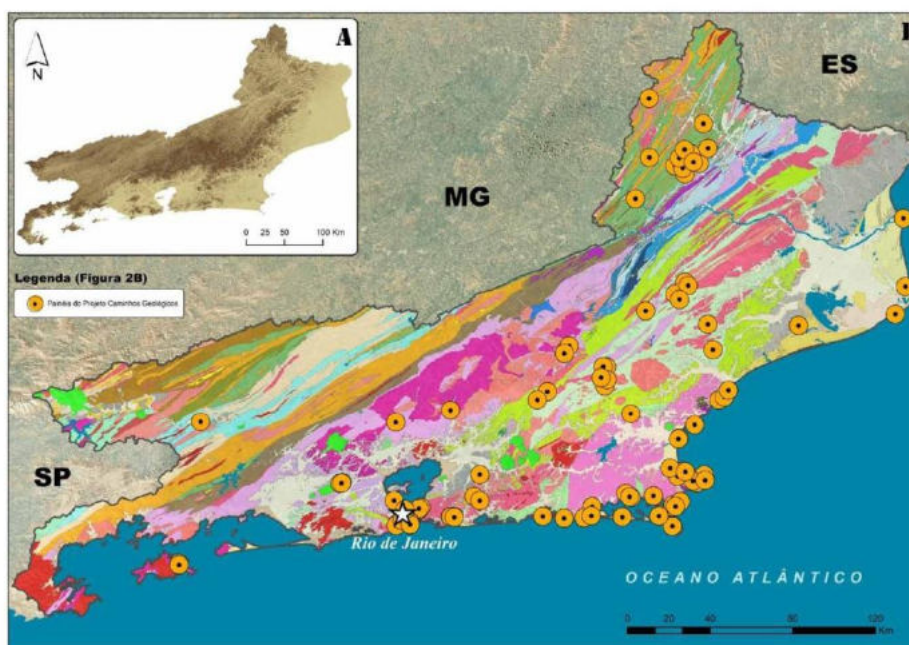 A
N
0 25 50 100 Km
Legenda (Figura 2B)
Painéis do Projeto Caminhos Geológicos
ES
MG
SP
Rio de Janeiro
OCEANO ATLÂNTICO
0 20 40 80 120
Km